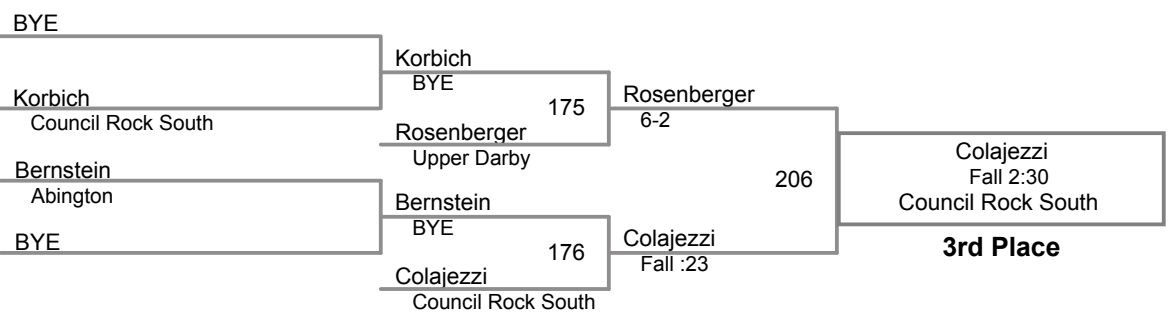 BYE
Korbich
Council Rock South
Bernstein
Abington
BYE
Korbich
BYE
175
Rosenberger
Upper Darby
Bernstein
BYE
176
Colajezzi
Council Rock South
Rosenberger
6-2
206
Colajezzi
Fall :23
Colajezzi
Fall 2:30
Council Rock South
3rd Place